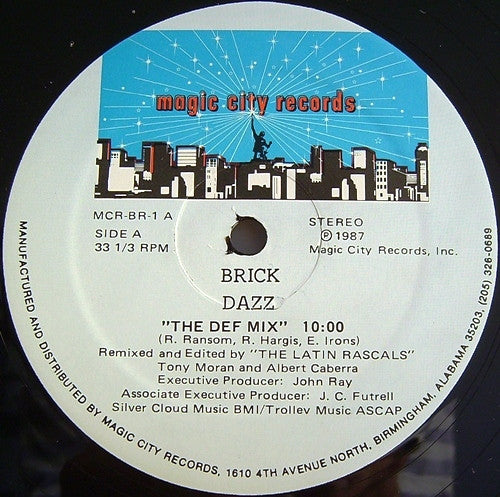 magic city records
MCR-BR-1 A
SIDE A
33 1/3 RPM
STEREO
Ⓟ 1987
Magic City Records, Inc.
BRICK
DAZZ
"THE DEF MIX" 10:00
(R. Ransom, R. Hargis, E. Irons)
Remixed and Edited by "THE LATIN RASCALS"
Tony Moran and Albert Caberra
Executive Producer: John Ray
Associate Executive Producer: J. C. Futrell
Silver Cloud Music BMI/Trolley Music ASCAP
MANUFACTURED AND DISTRIBUTED BY MAGIC CITY RECORDS, 1610 4TH AVENUE NORTH, BIRMINGHAM, ALABAMA 35203, (205) 326-0689